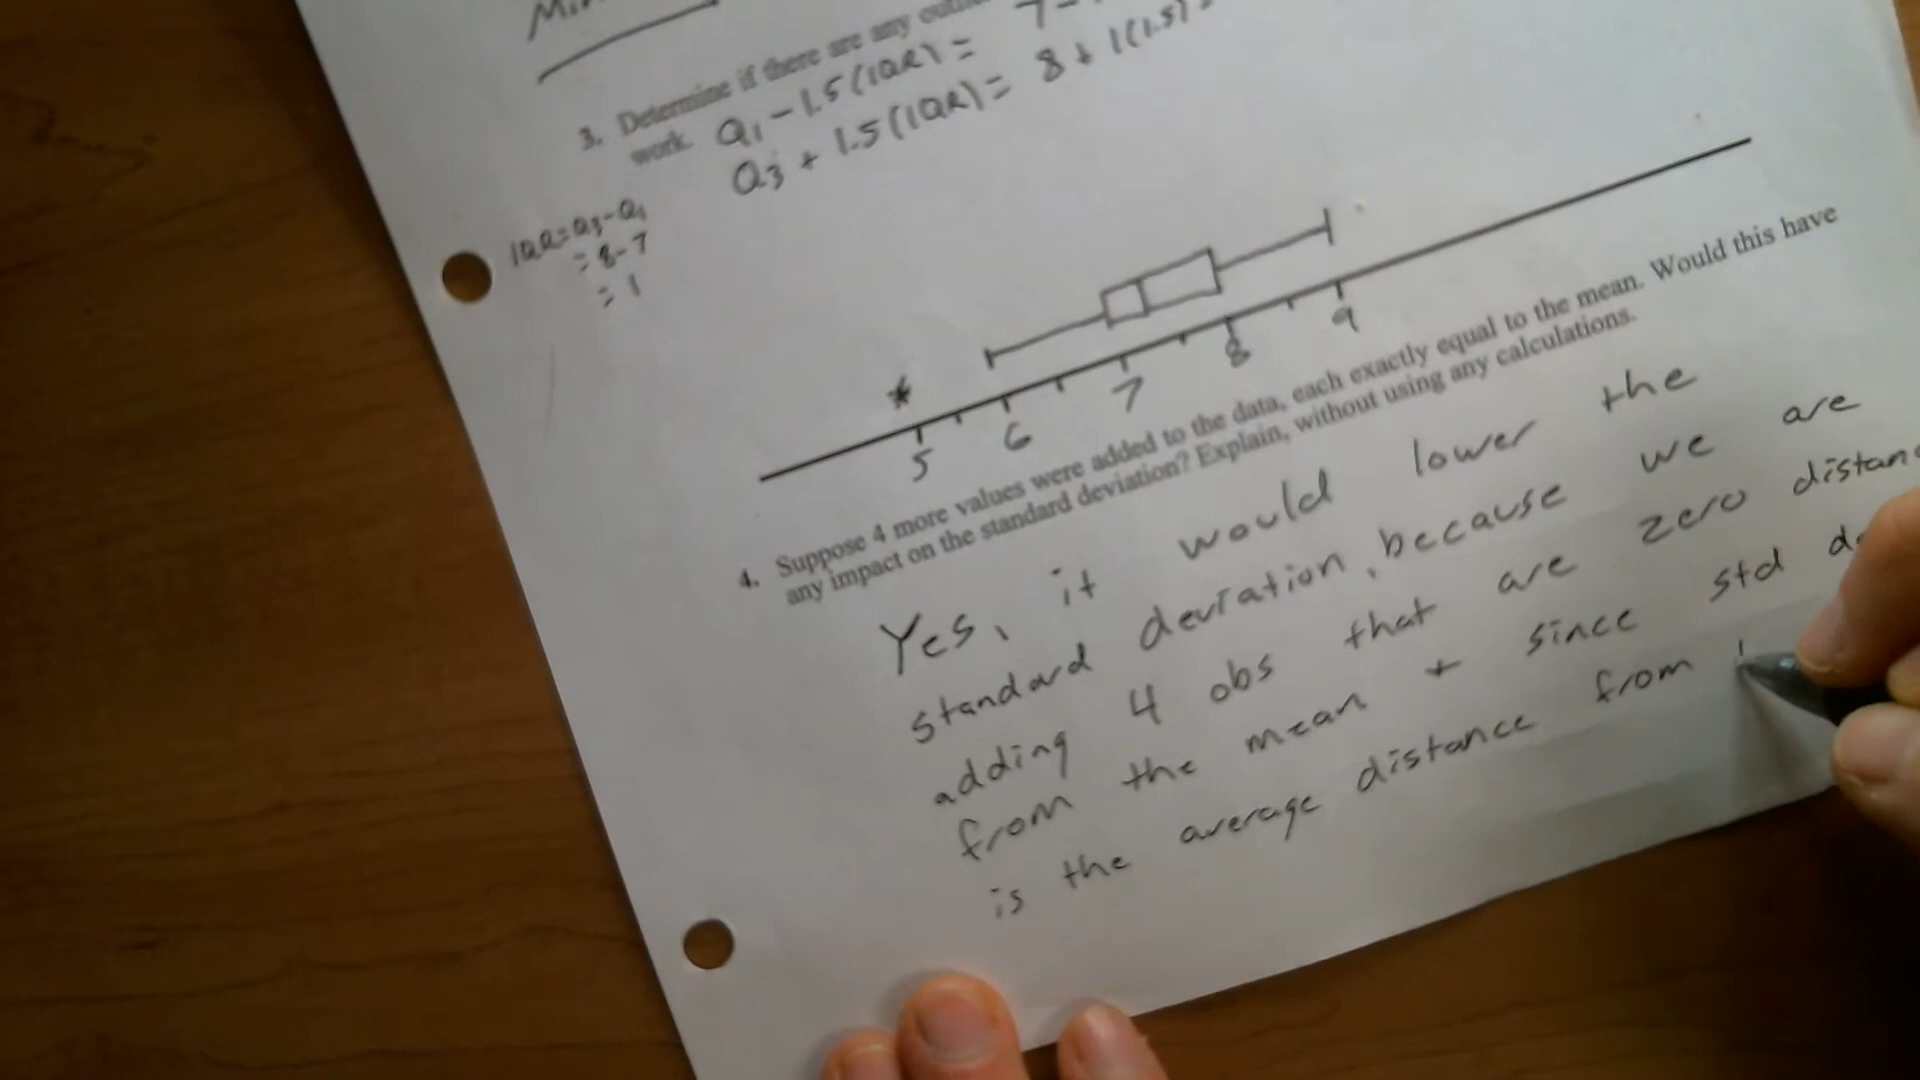 Min
3. Determine if there are any
work. Q1 - 1.5(IQR) = 7 -
Q3 + 1.5(IQR) = 8 + 1(1.5)
IQR = Q3 - Q1
= 8 - 7
= 1
*
5 6 7 8 9
4. Suppose 4 more values were added to the data, each exactly equal to the mean. Would this have
any impact on the standard deviation? Explain, without using any calculations.
Yes, it would lower the
standard deviation, because we are
adding 4 obs that are zero
from the mean + since std
is the average distance from